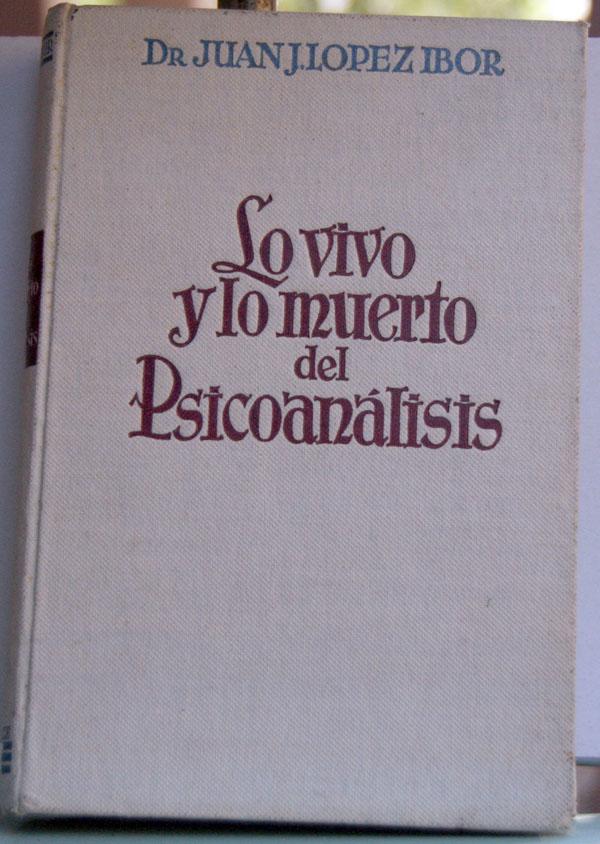 DR JUAN J. LOPEZ IBOR
Lo vivo
y lo muerto
del
Psicoanálisis